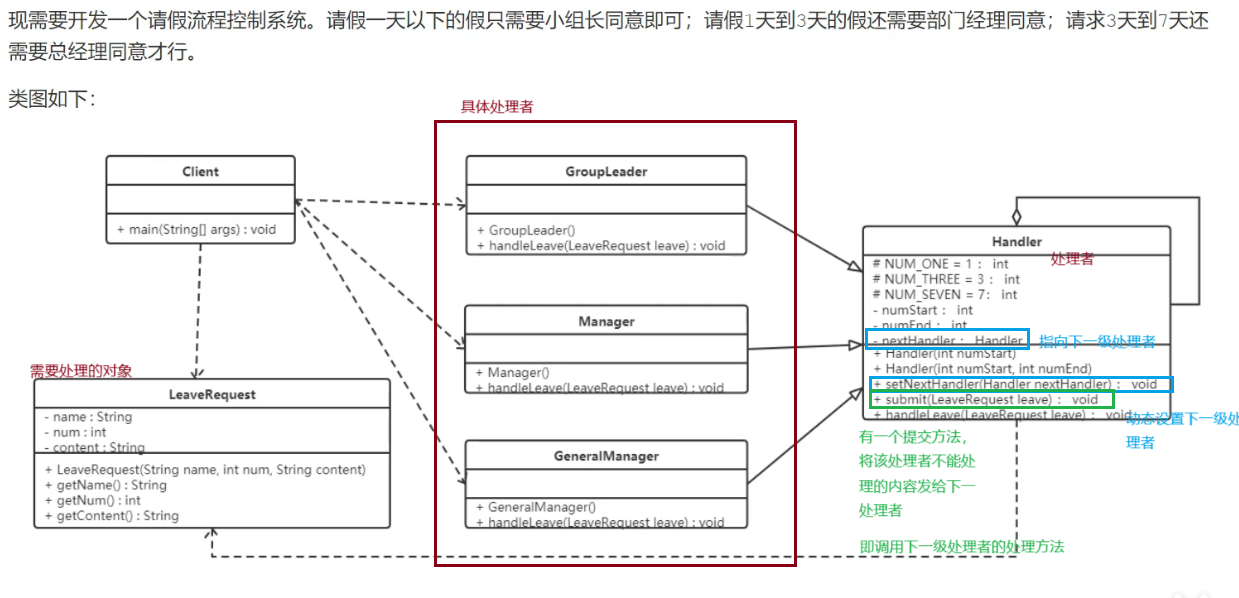 现需要开发一个请假流程控制系统。请假一天以下的假只需要小组长同意即可；请假1天到3天的假还需要部门经理同意；请求3天到7天还
需要总经理同意才行。
类图如下：
具体处理者
Client
+ main(String[] args) : void
GroupLeader
+ GroupLeader()
+ handleLeave(LeaveRequest leave) : void
Handler
处理者
# NUM_ONE = 1 : int
# NUM_THREE = 3 : int
# NUM_SEVEN = 7: int
- numStart : int
- numEnd : int
- nextHandler : Handler
指向下一级处理者
+ Handler(int numStart)
+ Handler(int numStart, int numEnd)
+ setNextHandler(Handler nextHandler) : void
+ submit(LeaveRequest leave) : void
+ handleLeave(LeaveRequest leave) : void
动态设置下一级处
理者
有一个提交方法，
将该处理者不能处
理的内容发给下一
处理者
即调用下一级处理者的处理方法
Manager
+ Manager()
+ handleLeave(LeaveRequest leave) : void
需要处理的对象
LeaveRequest
- name : String
- num : int
- content : String
+ LeaveRequest(String name, int num, String content)
+ getName() : String
+ getNum() : int
+ getContent() : String
GeneralManager
+ GeneralManager()
+ handleLeave(LeaveRequest leave) : void